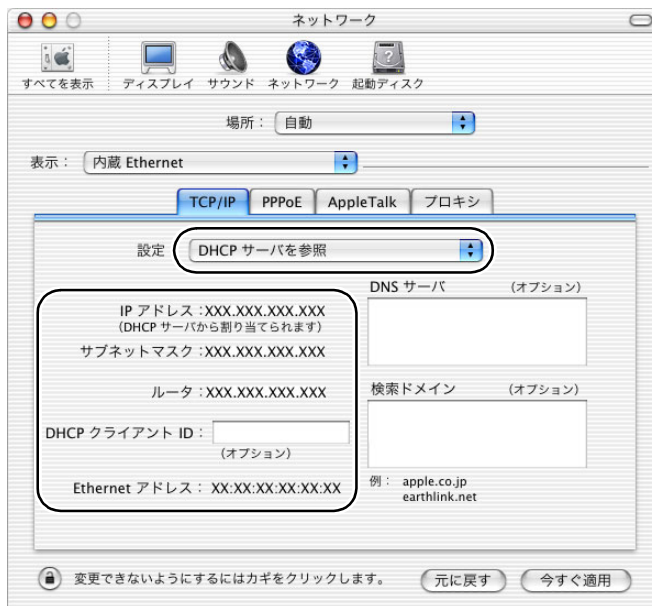 ネットワーク
すべてを表示 ディスプレイ サウンド ネットワーク 起動ディスク
場所： 自動
表示： 内蔵 Ethernet
TCP/IP PPPoE AppleTalk プロキシ
設定 DHCP サーバを参照
DNS サーバ (オプション)
IP アドレス：XXX.XXX.XXX.XXX
(DHCP サーバから割り当てられます)
サブネットマスク：XXX.XXX.XXX.XXX
ルータ：XXX.XXX.XXX.XXX
検索ドメイン (オプション)
DHCP クライアント ID：
(オプション)
Ethernet アドレス： XX:XX:XX:XX:XX:XX
例： apple.co.jp
earthlink.net
変更できないようにするにはカギをクリックします。 元に戻す 今すぐ適用